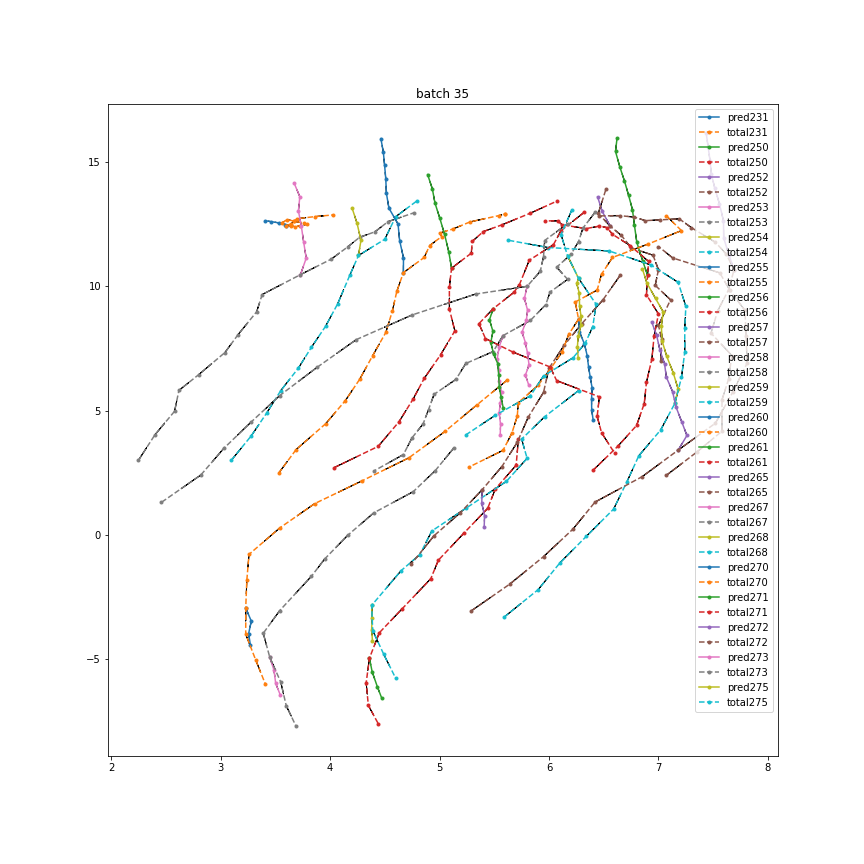 batch 35
15
10
5
0
−5
2 3 4 5 6 7 8
pred231
total231
pred250
total250
pred252
total252
pred253
total253
pred254
total254
pred255
total255
pred256
total256
pred257
total257
pred258
total258
pred259
total259
pred260
total260
pred261
total261
pred265
total265
pred267
total267
pred268
total268
pred270
total270
pred271
total271
pred272
total272
pred273
total273
pred275
total275